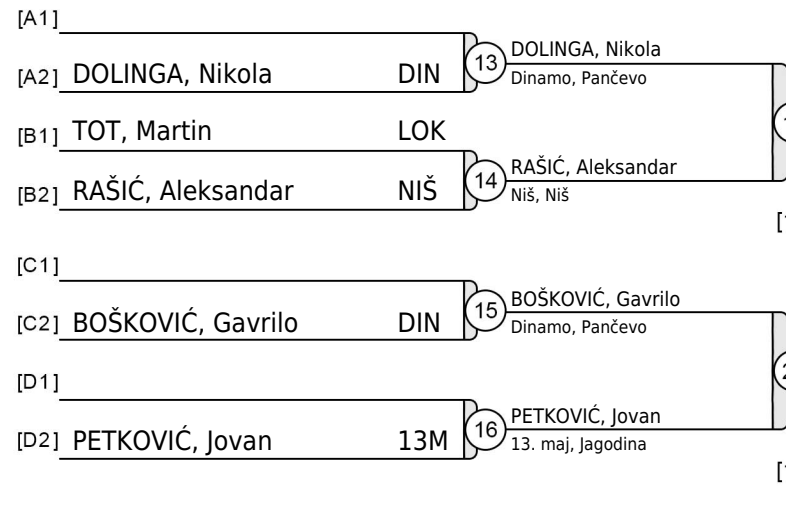 [A1]
[A2] DOLINGA, Nikola DIN
13 DOLINGA, Nikola
Dinamo, Pančevo
[B1] TOT, Martin LOK
[B2] RAŠIĆ, Aleksandar NIŠ
14 RAŠIĆ, Aleksandar
Niš, Niš
[C1]
[C2] BOŠKOVIĆ, Gavrilo DIN
15 BOŠKOVIĆ, Gavrilo
Dinamo, Pančevo
[D1]
[D2] PETKOVIĆ, Jovan 13M
16 PETKOVIĆ, Jovan
13. maj, Jagodina